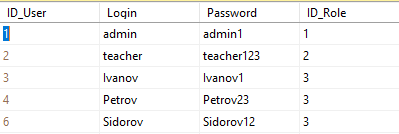 ID_User Login Password ID_Role
1 admin admin1 1
2 teacher teacher123 2
3 Ivanov Ivanov1 3
4 Petrov Petrov23 3
6 Sidorov Sidorov12 3